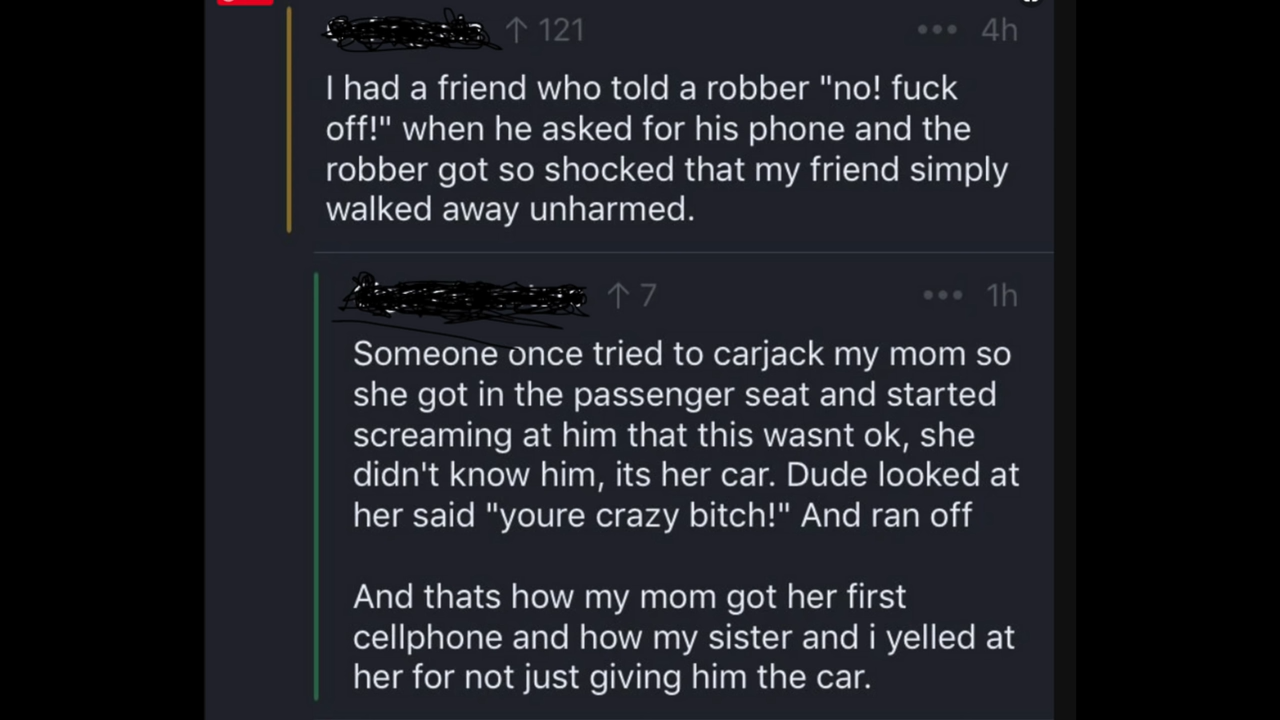 ↑ 121 ••• 4h
I had a friend who told a robber "no! fuck
off!" when he asked for his phone and the
robber got so shocked that my friend simply
walked away unharmed.
↑ 7 ••• 1h
Someone once tried to carjack my mom so
she got in the passenger seat and started
screaming at him that this wasnt ok, she
didn't know him, its her car. Dude looked at
her said "youre crazy bitch!" And ran off
And thats how my mom got her first
cellphone and how my sister and i yelled at
her for not just giving him the car.